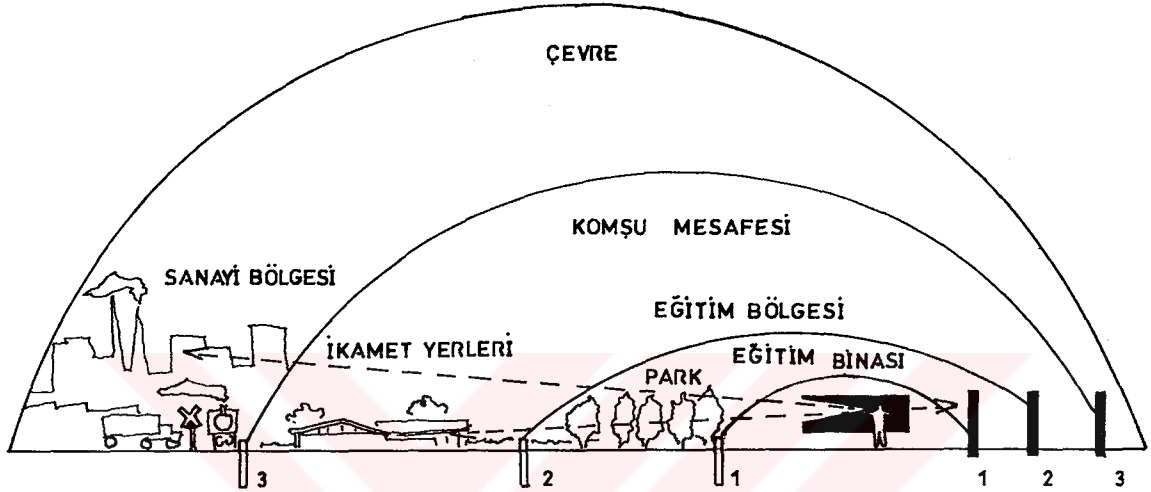 ÇEVRE
KOMŞU MESAFESİ
SANAYİ BÖLGESİ
EĞİTİM BÖLGESİ
İKAMET YERLERİ
EĞİTİM BİNASI
PARK
3 2 1 1 2 3